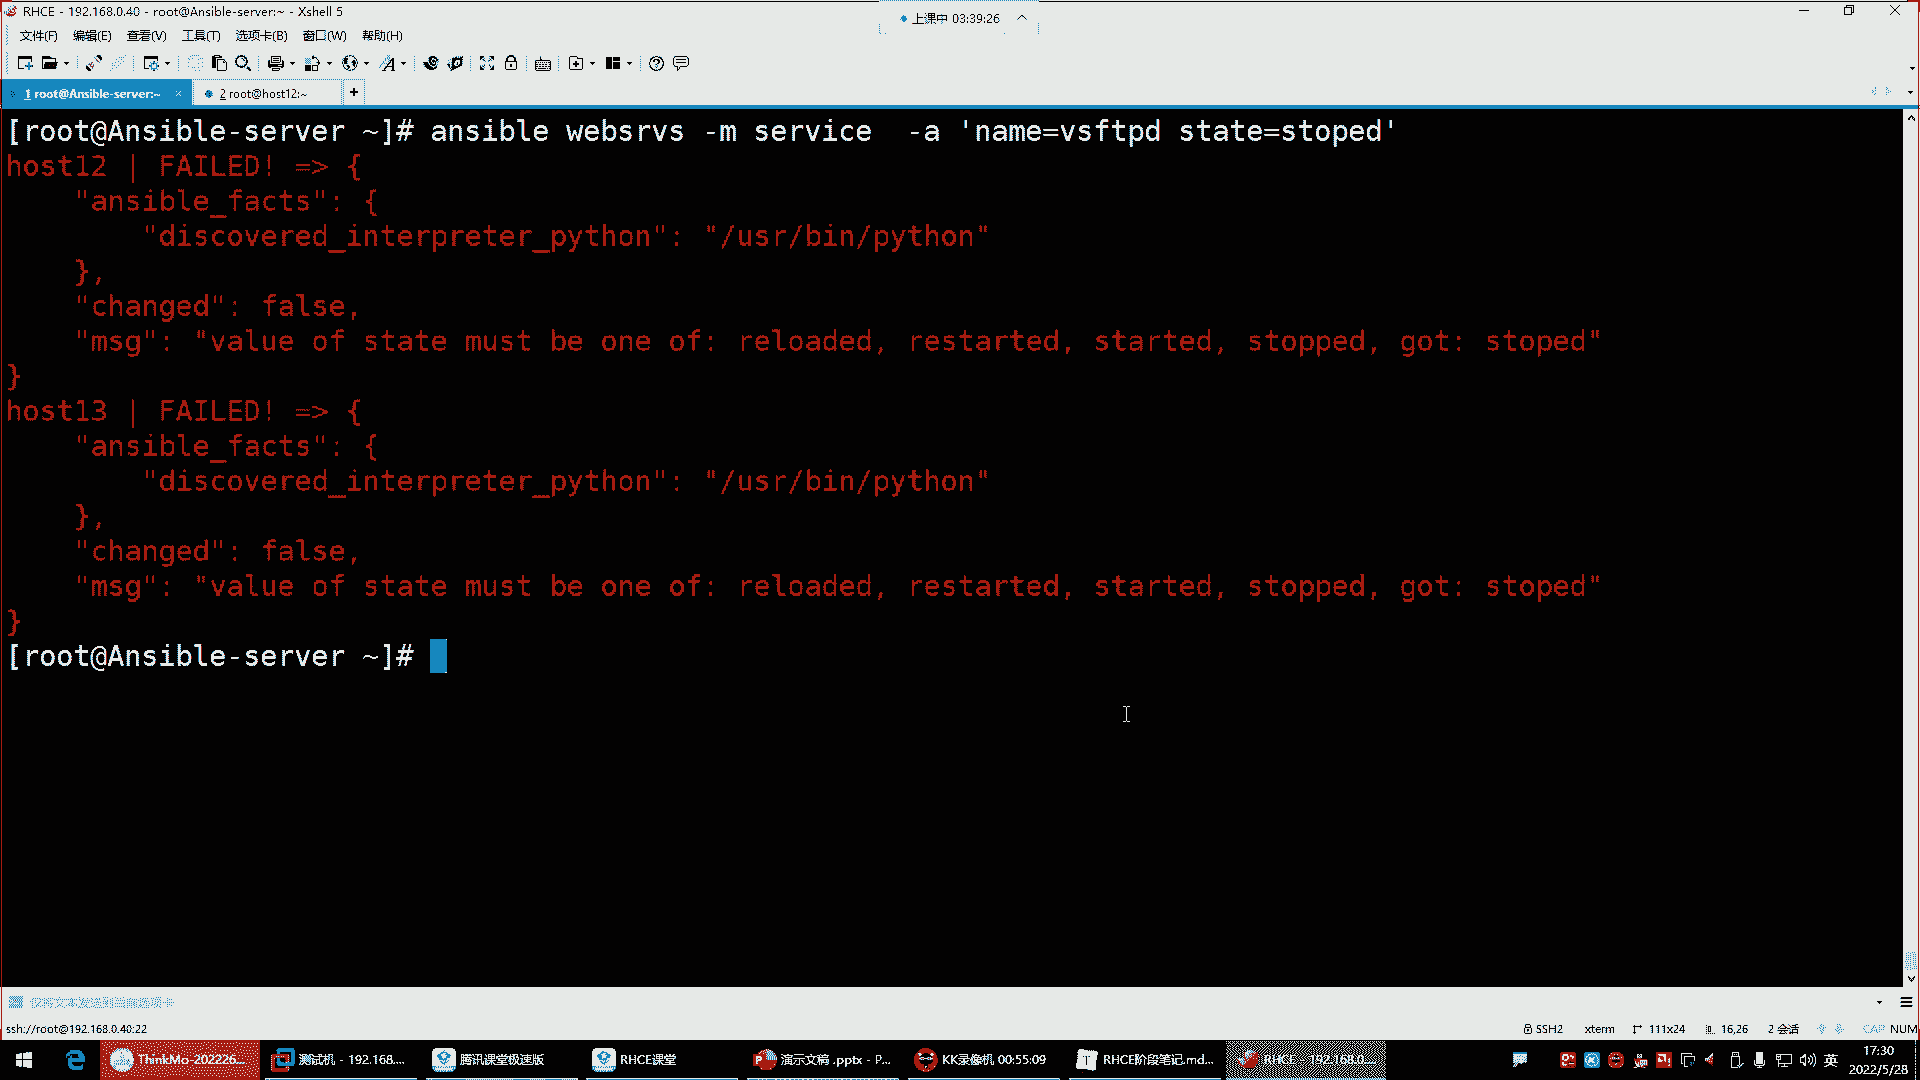 RHCE - 192.168.0.40 - root@Ansible-server:~ - Xshell 5
上课中 03:39:26
文件(F) 编辑(E) 查看(V) 工具(T) 选项卡(B) 窗口(W) 帮助(H)
1 root@Ansible-server:~ × 2 root@host12:~ +
[root@Ansible-server ~]# ansible websrvs -m service  -a 'name=vsftpd state=stoped'
host12 | FAILED! => {
    "ansible_facts": {
        "discovered_interpreter_python": "/usr/bin/python"
    },
    "changed": false,
    "msg": "value of state must be one of: reloaded, restarted, started, stopped, got: stoped"
}
host13 | FAILED! => {
    "ansible_facts": {
        "discovered_interpreter_python": "/usr/bin/python"
    },
    "changed": false,
    "msg": "value of state must be one of: reloaded, restarted, started, stopped, got: stoped"
}
[root@Ansible-server ~]#
仅将文本发送到当前选项卡
ssh://root@192.168.0.40:22 SSH2 xterm 111x24 16,26 2 会话 CAP NUM
ThinkMo-202226... 测试机 - 192.168.... 腾讯课堂极速版 RHCE课堂 演示文稿 .pptx - P... KK录像机 00:55:09 RHCE阶段笔记.md... RHCE - 192.168.0... 英 17:30
2022/5/28